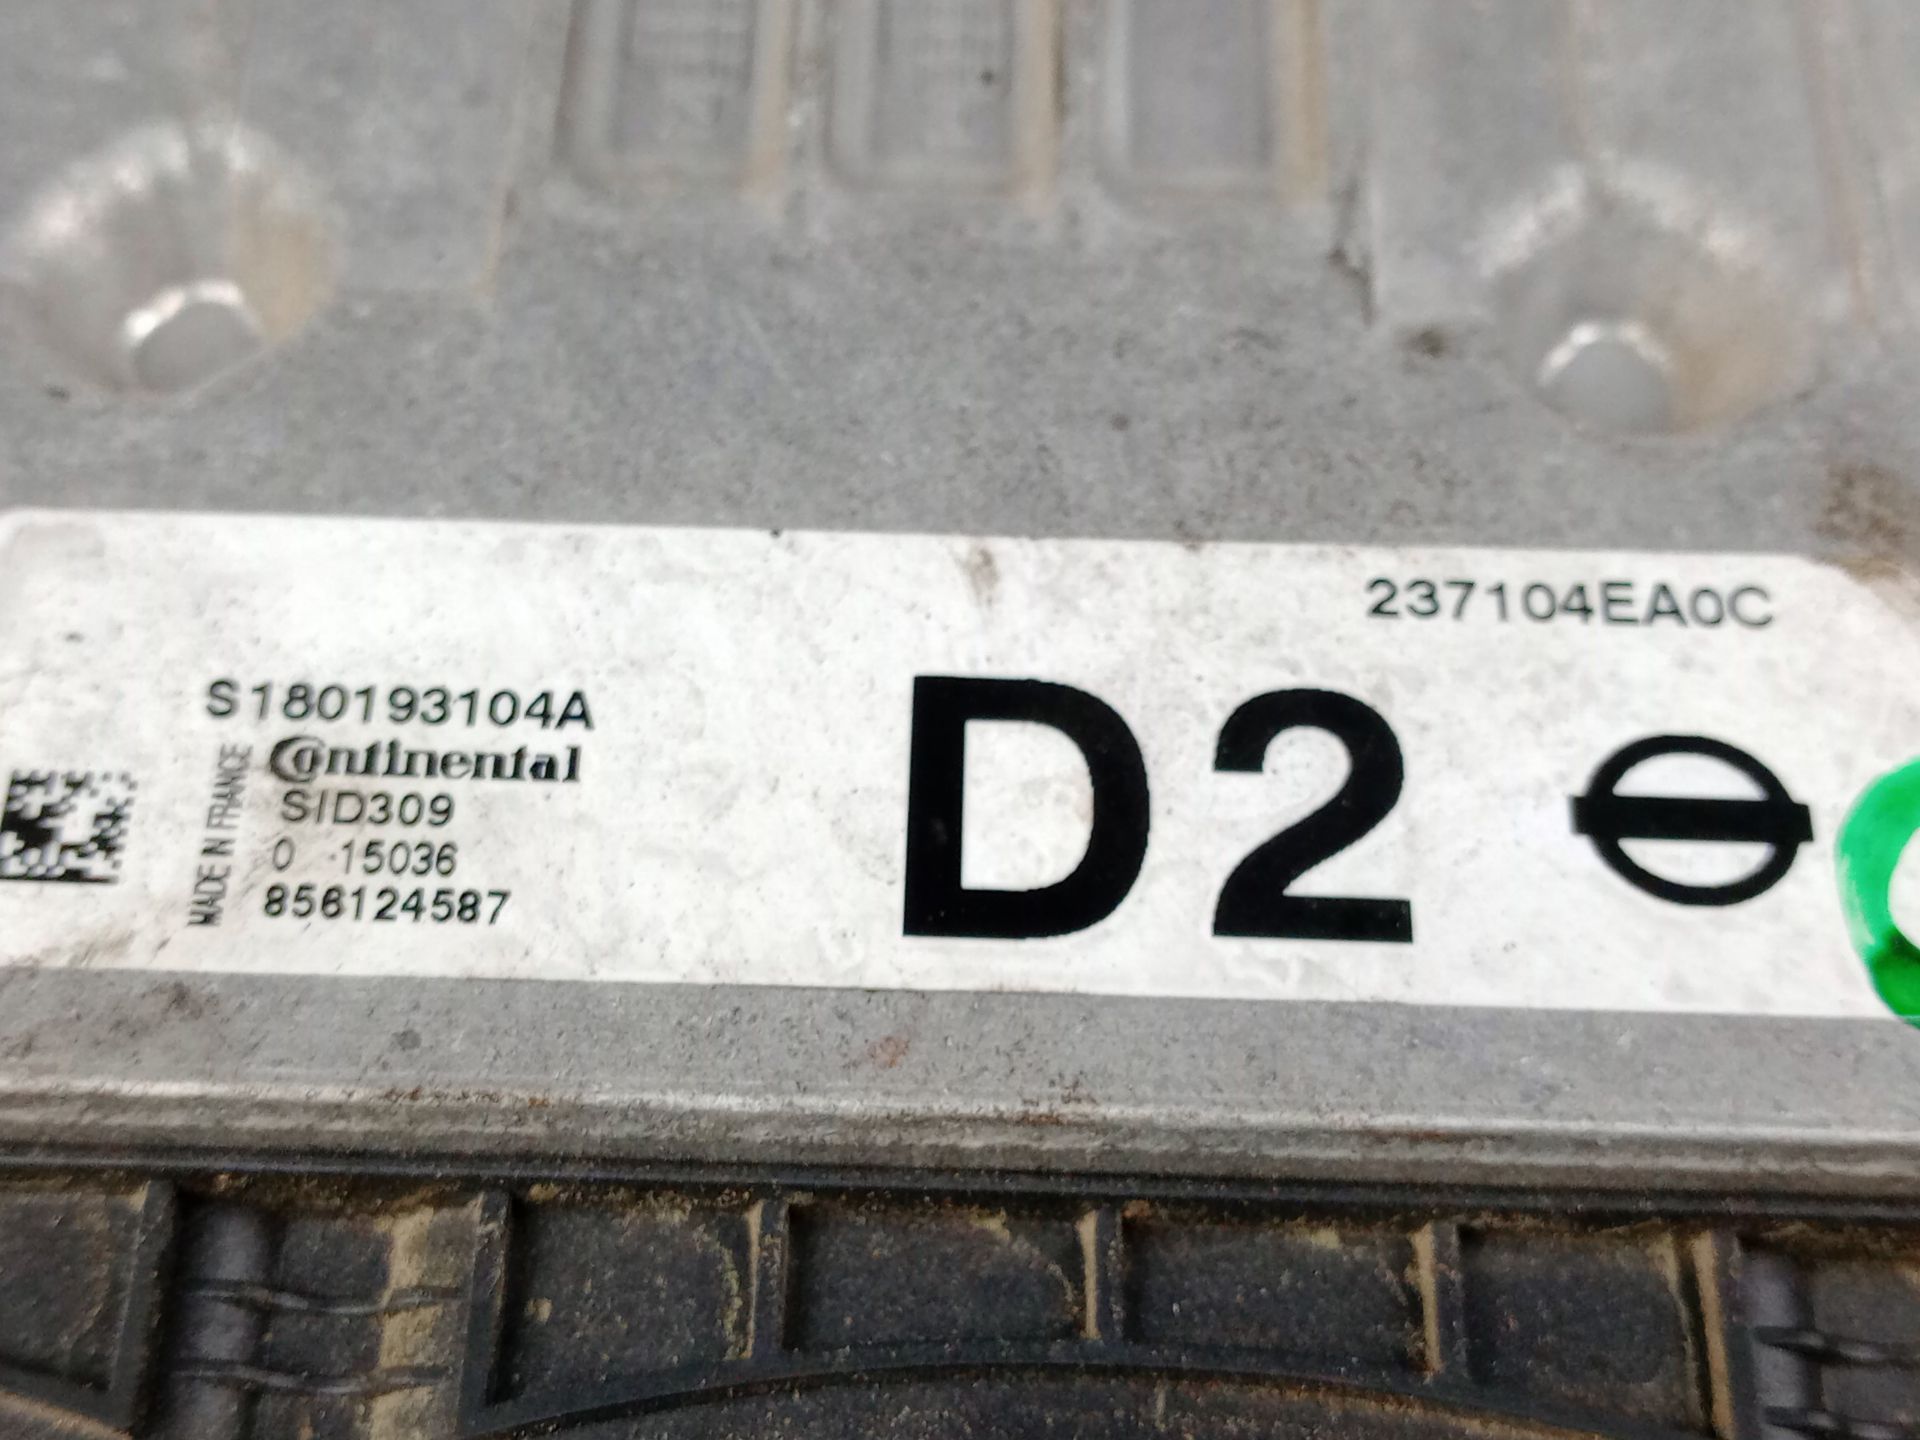 237104EA0C
S180193104A
Continental
SID309
0 15036
856124587
MADE IN FRANCE
D2